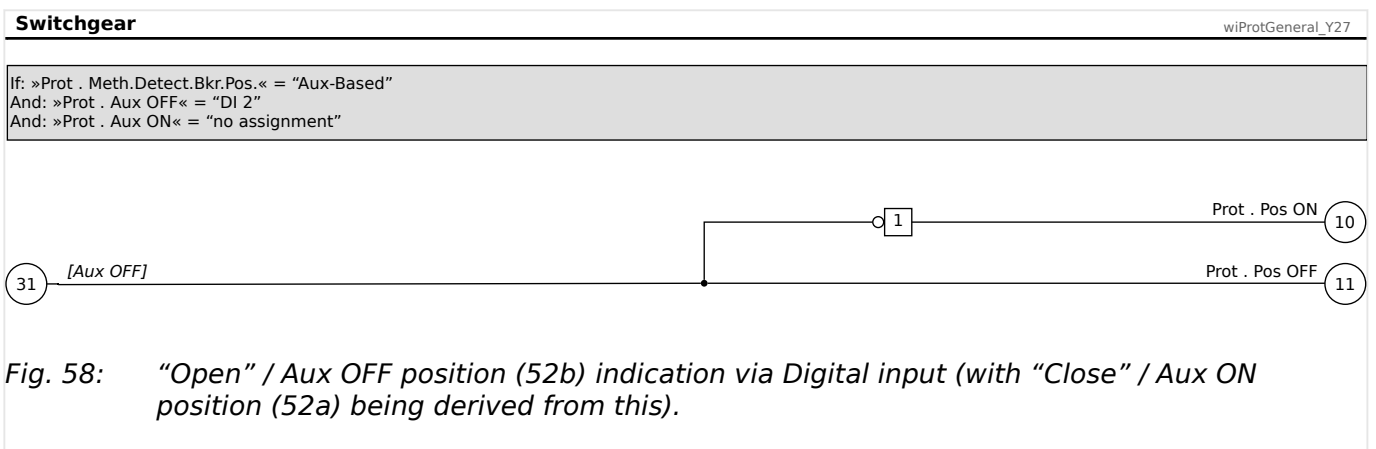 Switchgear
wiProtGeneral_Y27
If: »Prot . Meth.Detect.Bkr.Pos.« = “Aux-Based”
And: »Prot . Aux OFF« = “DI 2”
And: »Prot . Aux ON« = “no assignment”
1
Prot . Pos ON
10
31
[Aux OFF]
Prot . Pos OFF
11
Fig. 58: “Open” / Aux OFF position (52b) indication via Digital input (with “Close” / Aux ON
position (52a) being derived from this).